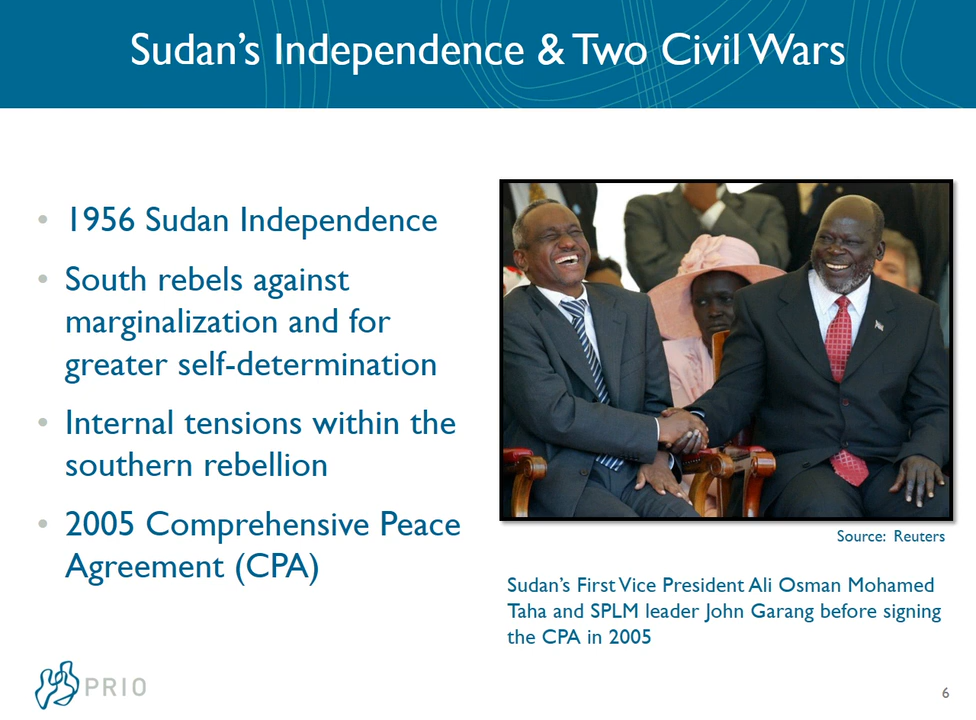 Sudan’s Independence & Two Civil Wars
• 1956 Sudan Independence
• South rebels against
marginalization and for
greater self-determination
• Internal tensions within the
southern rebellion
• 2005 Comprehensive Peace
Agreement (CPA)
Source: Reuters
Sudan’s First Vice President Ali Osman Mohamed
Taha and SPLM leader John Garang before signing
the CPA in 2005
PRIO
6